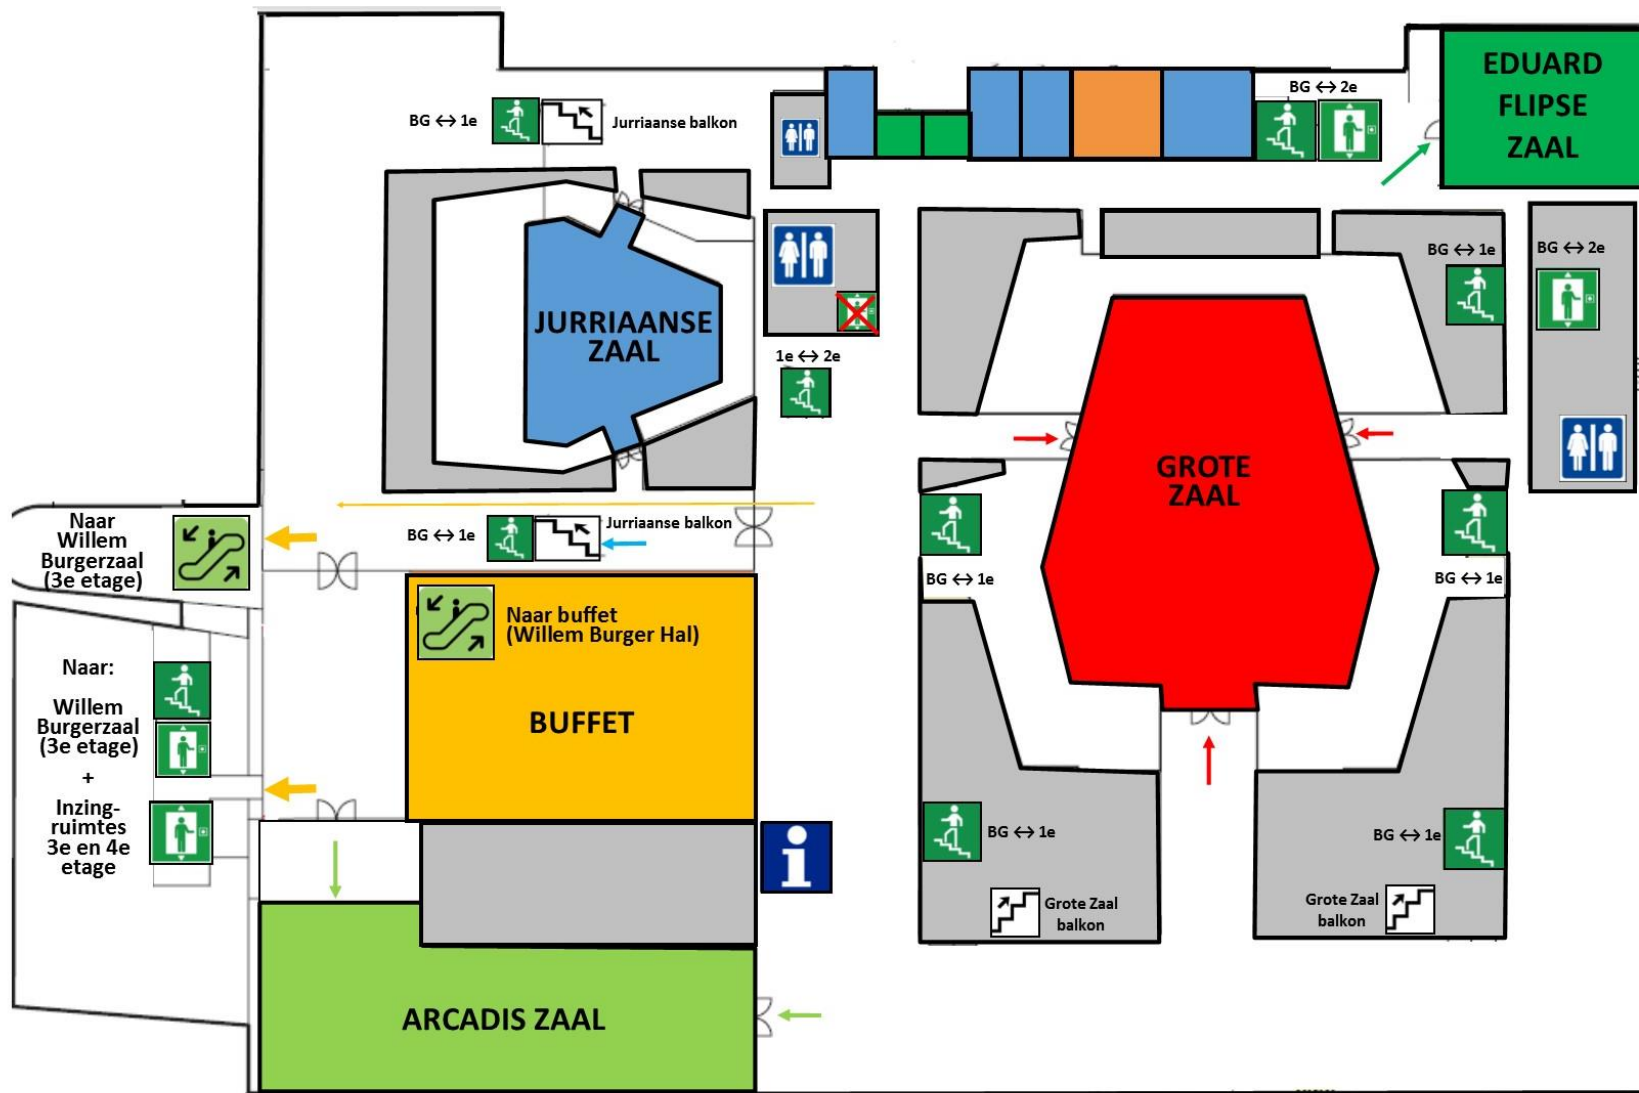 EDUARD
FLIPSE
ZAAL
BG ↔ 2e
BG ↔ 1e
Jurriaanse balkon
BG ↔ 1e
BG ↔ 2e
JURRIAANSE
ZAAL
1e ↔ 2e
GROTE
ZAAL
Naar
Willem
Burgerzaal
(3e etage)
BG ↔ 1e
Jurriaanse balkon
BG ↔ 1e
BG ↔ 1e
Naar buffet
(Willem Burger Hal)
BUFFET
Naar:
Willem
Burgerzaal
(3e etage)
+
Inzing-
ruimtes
3e en 4e
etage
i
BG ↔ 1e
BG ↔ 1e
Grote Zaal
balkon
Grote Zaal
balkon
ARCADIS ZAAL